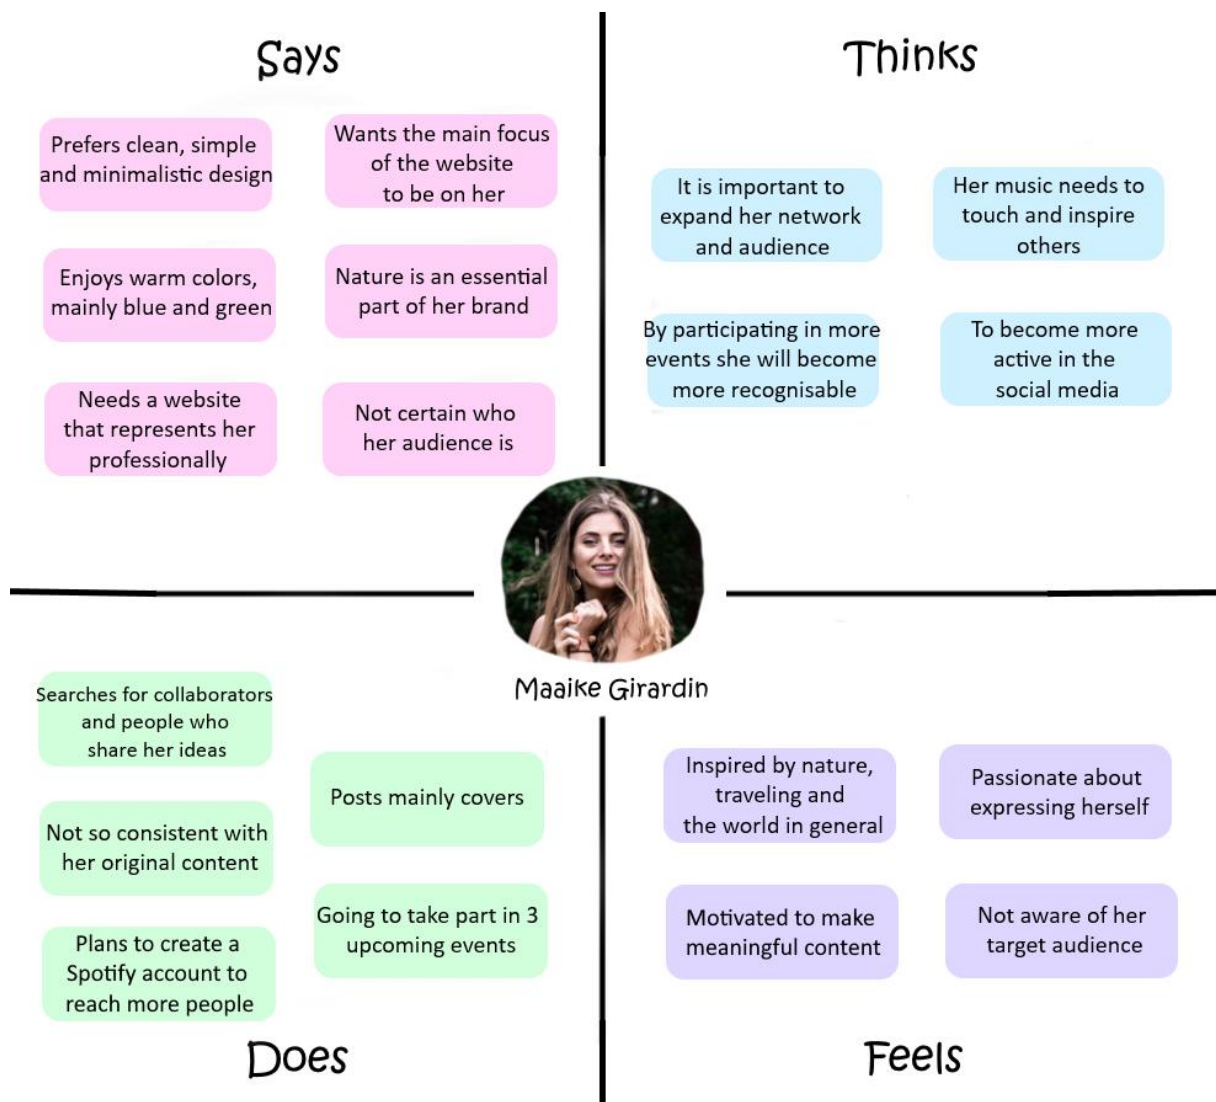 Says
Prefers clean, simple
and minimalistic design
Wants the main focus
of the website
to be on her
Enjoys warm colors,
mainly blue and green
Nature is an essential
part of her brand
Needs a website
that represents her
professionally
Not certain who
her audience is
Thinks
It is important to
expand her network
and audience
Her music needs to
touch and inspire
others
By participating in more
events she will become
more recognisable
To become more
active in the
social media
Maaike Girardin
Searches for collaborators
and people who
share her ideas
Posts mainly covers
Not so consistent with
her original content
Going to take part in 3
upcoming events
Plans to create a
Spotify account to
reach more people
Does
Inspired by nature,
traveling and
the world in general
Passionate about
expressing herself
Motivated to make
meaningful content
Not aware of her
target audience
Feels